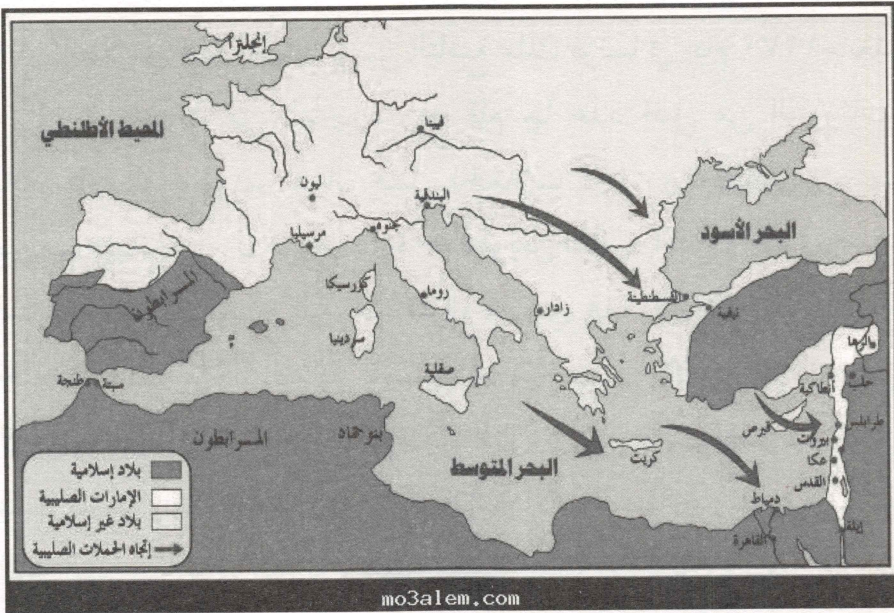 إنجلترا
المحيط الأطلنطي
فيينا
ليون
البندقية
جنوه
مرسيليا
البحر الأسود
كورسيكا
روما
زادار
القسطنطينية
نيقية
المرابطون
سردينيا
صقلية
الرها
حلب
أنطاكية
طنجة
سبتة
طرابلس
قبرص
بيروت
عكا
القدس
المرابطون
بنو حماد
كريت
البحر المتوسط
دمياط
القاهرة
إيلة
بلاد إسلامية
الإمارات الصليبية
بلاد غير إسلامية
إتجاه الحملات الصليبية
mo3alem.com